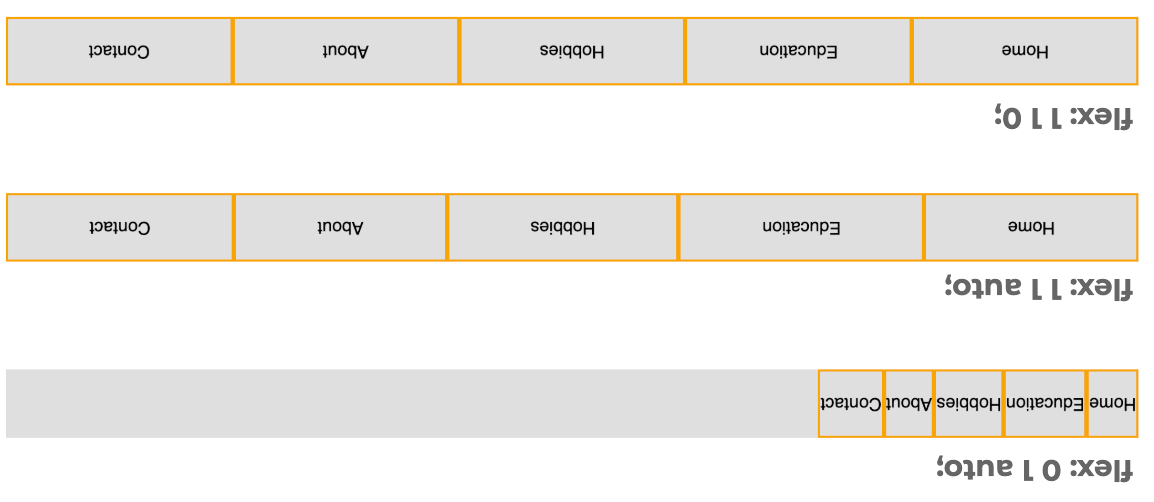 flex: 0 1 auto;
Home Education Hobbies About Contact
flex: 1 1 auto;
Home Education Hobbies About Contact
flex: 1 1 0;
Home Education Hobbies About Contact